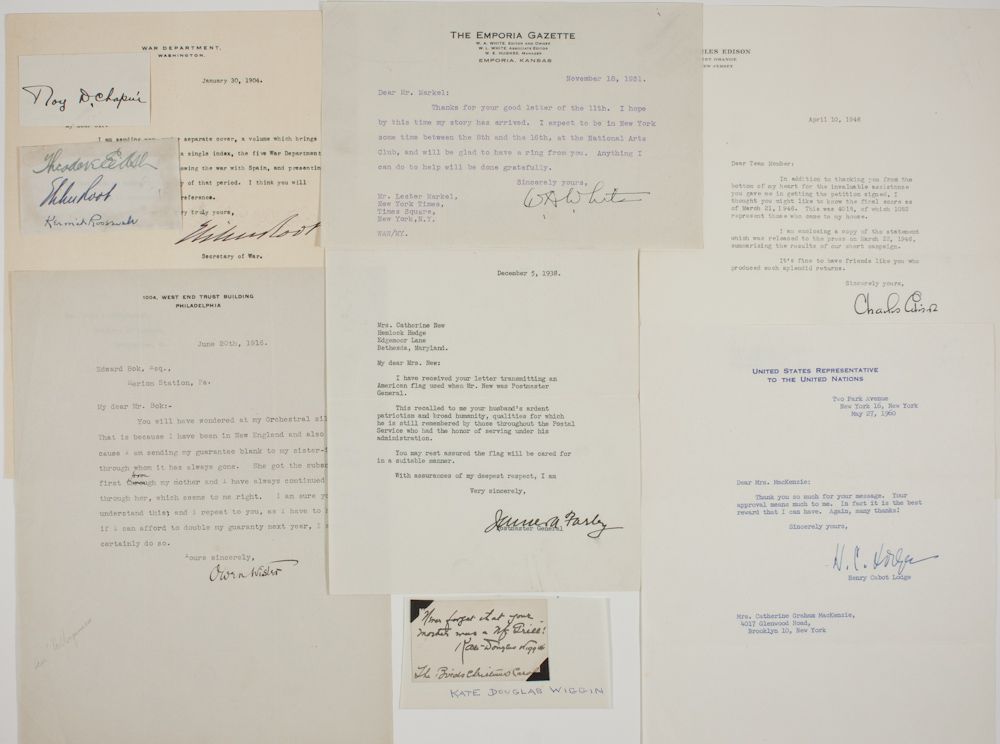 WAR DEPARTMENT,
WASHINGTON.
January 30, 1904.
Roy D. Chapin
I am sending separate cover, a volume which brings
a single index, the five War Department
the war with Spain, and presenting
of that period. I think you will
reference.
truly yours,
Elihu Root
Secretary of War.
Elihu Root
Kermit Roosevelt
THE EMPORIA GAZETTE
W. A. WHITE, EDITOR AND OWNER
W. L. WHITE, ASSOCIATE EDITOR
W. E. HUGHES, MANAGER
EMPORIA, KANSAS
November 18, 1931.
Dear Mr. Markel:
Thanks for your good letter of the 11th. I hope
by this time my story has arrived. I expect to be in New York
some time between the 8th and the 16th, at the National Arts
Club, and will be glad to have a ring from you. Anything I
can do to help will be done gratefully.
Sincerely yours,
W A White
Mr. Lester Markel,
New York Times,
Times Square,
New York, N.Y.
WAW/MY.
LES EDISON
ST ORANGE
EW JERSEY
April 10, 1946
Dear Team Member:
In addition to thanking you from the
bottom of my heart for the invaluable assistance
you gave me in getting the petition signed, I
thought you might like to know the final score as
of March 21, 1946. This was 4018, of which 1052
represent those who came to my house.
I am enclosing a copy of the statement
which was released to the press on March 22, 1946,
summarizing the results of our short campaign.
It's fine to have friends like you who
produced such splendid returns.
Sincerely yours,
Charles Edison
1004, WEST END TRUST BUILDING
PHILADELPHIA
June 20th, 1916.
Edward Bok, Esq.,
Merion Station, Pa.
My dear Mr. Bok:-
You will have wondered at my Orchestral sil
That is because I have been in New England and also
cause I am sending my guarantee blank to my sister-i
through whom it has always gone. She got the subsc
from
first through my mother and I have always continued
through her, which seems to me right. I am sure yo
understand this; and I repeat to you, as I have to h
if I can afford to double my guaranty next year, I
certainly do so.
Yours sincerely,
Owen Wister
December 5, 1938.
Mrs. Catherine New
Hemlock Hedge
Edgemoor Lane
Bethesda, Maryland.
My dear Mrs. New:
I have received your letter transmitting an
American flag used when Mr. New was Postmaster
General.
This recalled to me your husband's ardent
patriotism and broad humanity, qualities for which
he is still remembered by those throughout the Postal
Service who had the honor of serving under his
administration.
You may rest assured the flag will be cared for
in a suitable manner.
With assurances of my deepest respect, I am
Very sincerely,
James A. Farley
Postmaster General
UNITED STATES REPRESENTATIVE
TO THE UNITED NATIONS
Two Park Avenue
New York 16, New York
May 27, 1960
Dear Mrs. MacKenzie:
Thank you so much for your message. Your
approval means much to me. In fact it is the best
reward that I can have. Again, many thanks!
Sincerely yours,
H. C. Lodge
Henry Cabot Lodge
Mrs. Catherine Graham MacKenzie,
4017 Glenwood Road,
Brooklyn 10, New York
Never forget that your
mother was a
Kate Douglas Wiggin
The Birds' Christmas Carol
KATE DOUGLAS WIGGIN